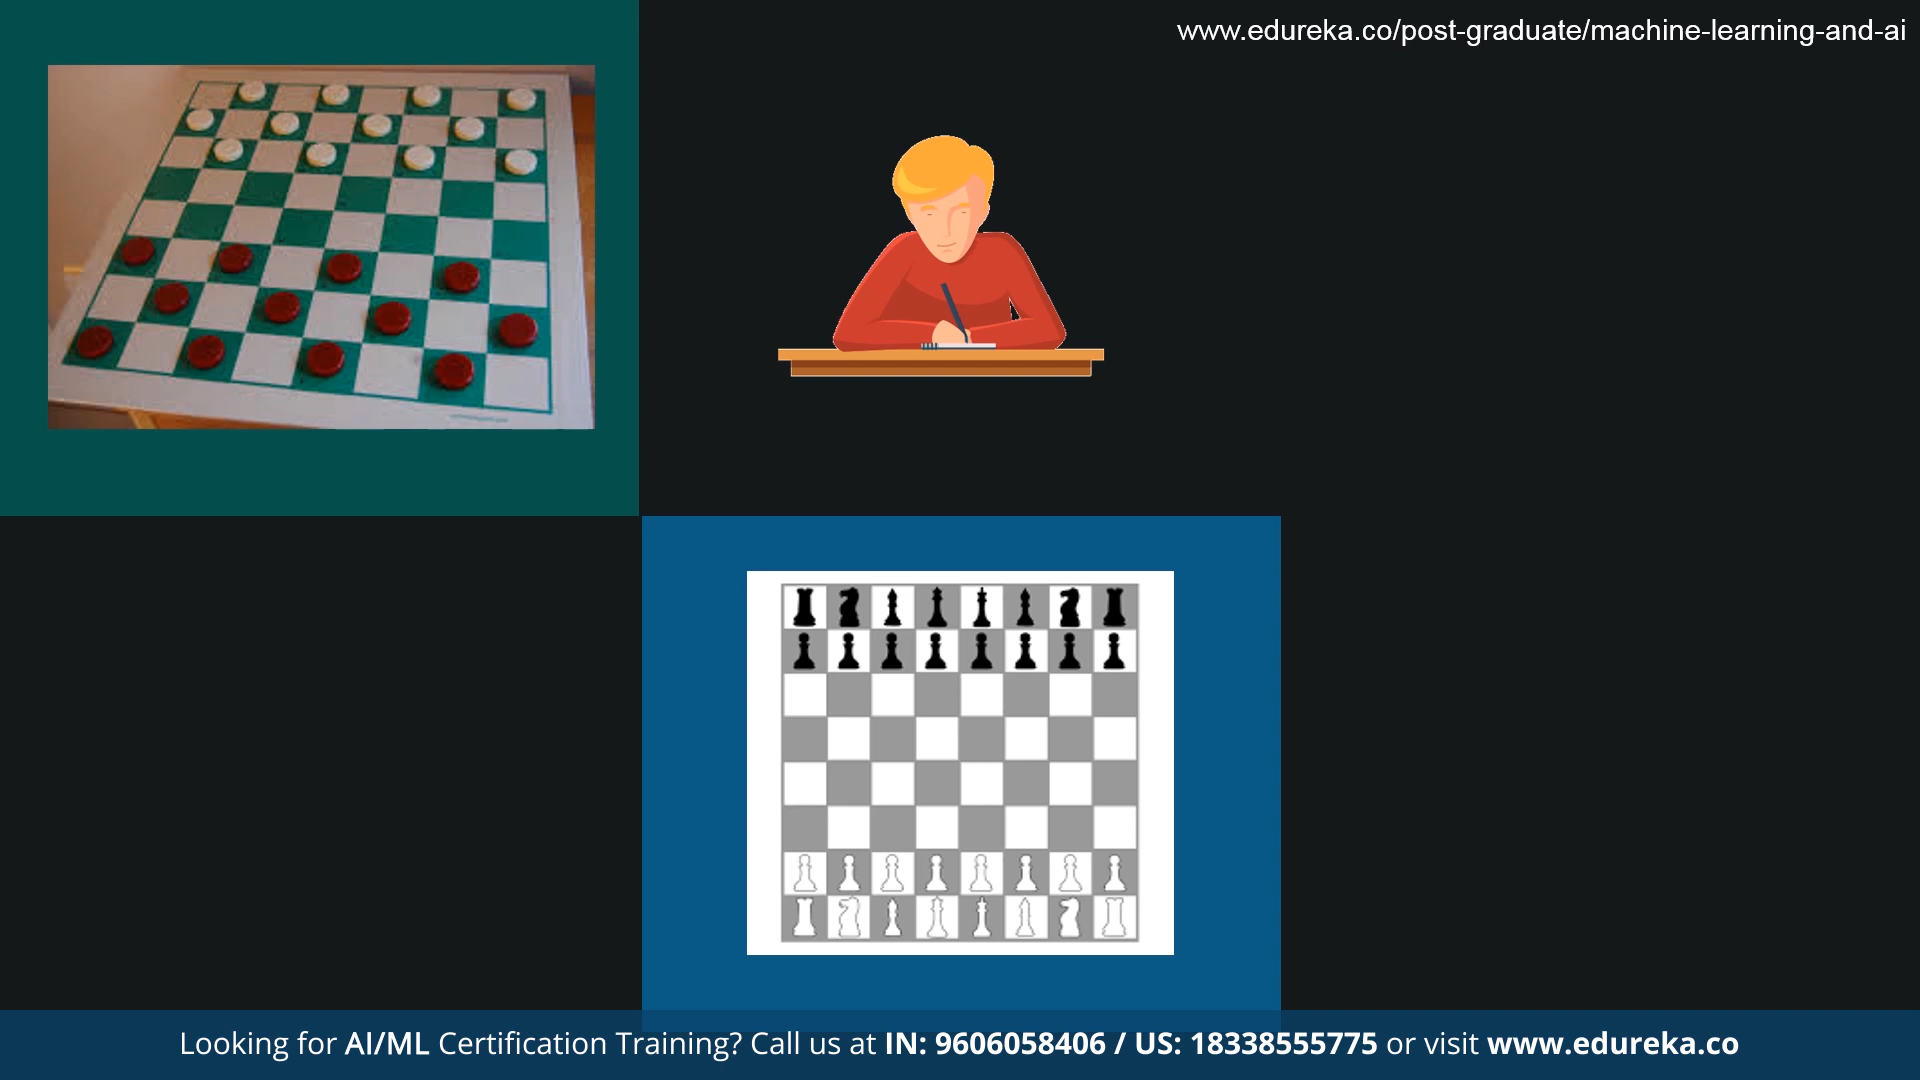 www.edureka.co/post-graduate/machine-learning-and-ai
Looking for AI/ML Certification Training? Call us at IN: 9606058406 / US: 18338555775 or visit www.edureka.co